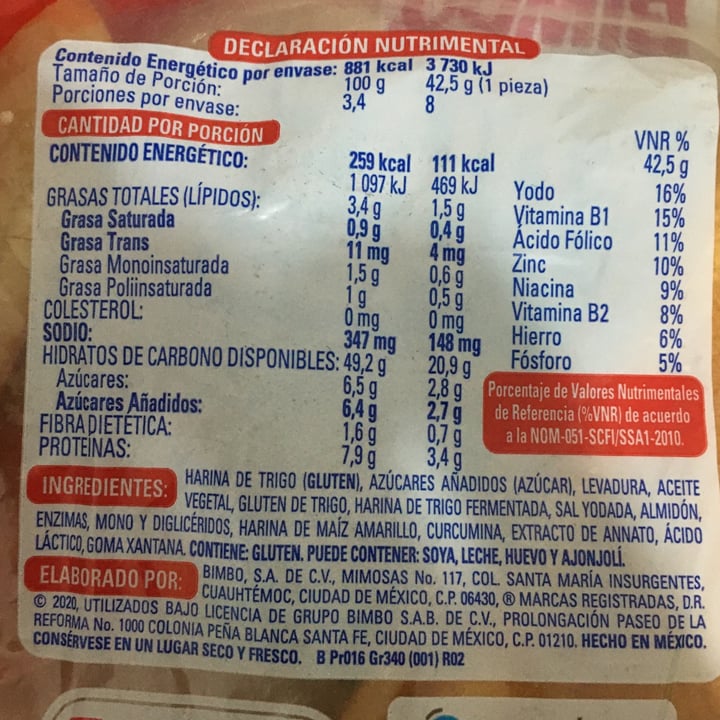 DECLARACIÓN NUTRIMENTAL
Contenido Energético por envase: 881 kcal 3 730 kJ
Tamaño de Porción: 100 g 42,5 g (1 pieza)
Porciones por envase: 3,4 8
CANTIDAD POR PORCIÓN VNR %
CONTENIDO ENERGÉTICO: 259 kcal 111 kcal 42,5 g
1 097 kJ 469 kJ Yodo 16%
GRASAS TOTALES (LÍPIDOS): 3,4 g 1,5 g Vitamina B1 15%
Grasa Saturada 0,9 g 0,4 g Ácido Fólico 11%
Grasa Trans 11 mg 4 mg Zinc 10%
Grasa Monoinsaturada 1,5 g 0,6 g Niacina 9%
Grasa Poliinsaturada 1 g 0,5 g Vitamina B2 8%
COLESTEROL: 0 mg 0 mg Hierro 6%
SODIO: 347 mg 148 mg Fósforo 5%
HIDRATOS DE CARBONO DISPONIBLES: 49,2 g 20,9 g
Azúcares: 6,5 g 2,8 g
Azúcares Añadidos: 6,4 g 2,7 g
FIBRA DIETÉTICA: 1,6 g 0,7 g
PROTEÍNAS: 7,9 g 3,4 g
Porcentaje de Valores Nutrimentales
de Referencia (%VNR) de acuerdo
a la NOM-051-SCFI/SSA1-2010.
INGREDIENTES: HARINA DE TRIGO (GLUTEN), AZÚCARES AÑADIDOS (AZÚCAR), LEVADURA, ACEITE
VEGETAL, GLUTEN DE TRIGO, HARINA DE TRIGO FERMENTADA, SAL YODADA, ALMIDÓN,
ENZIMAS, MONO Y DIGLICÉRIDOS, HARINA DE MAÍZ AMARILLO, CURCUMINA, EXTRACTO DE ANNATO, ÁCIDO
LÁCTICO, GOMA XANTANA. CONTIENE: GLUTEN. PUEDE CONTENER: SOYA, LECHE, HUEVO Y AJONJOLÍ.
ELABORADO POR: BIMBO, S.A. DE C.V., MIMOSAS No. 117, COL. SANTA MARÍA INSURGENTES,
CUAUHTÉMOC, CIUDAD DE MÉXICO, C.P. 06430, ® MARCAS REGISTRADAS, D.R.
© 2020, UTILIZADOS BAJO LICENCIA DE GRUPO BIMBO S.A.B. DE C.V., PROLONGACIÓN PASEO DE LA
REFORMA No. 1000 COLONIA PEÑA BLANCA SANTA FE, CIUDAD DE MÉXICO, C.P. 01210. HECHO EN MÉXICO.
CONSÉRVESE EN UN LUGAR SECO Y FRESCO. B Pr016 Gr340 (001) R02